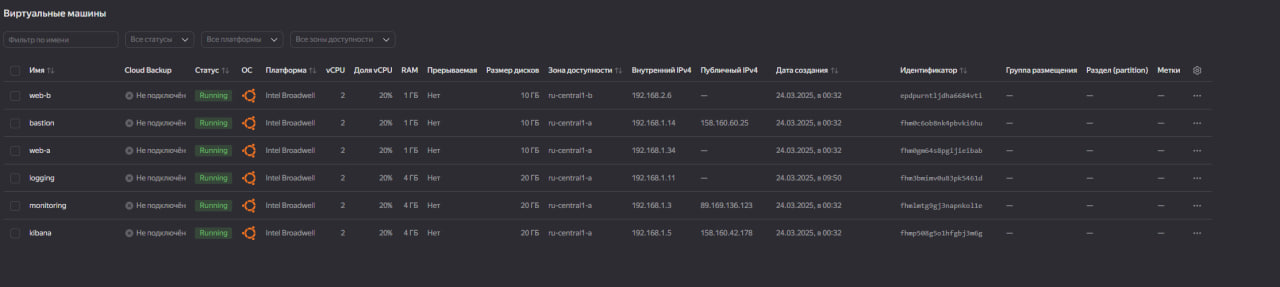 Виртуальные машины
Фильтр по имени Все статусы Все платформы Все зоны доступности
Имя Cloud Backup Статус ОС Платформа vCPU Доля vCPU RAM Прерываемая Размер дисков Зона доступности Внутренний IPv4 Публичный IPv4 Дата создания Идентификатор Группа размещения Раздел (partition) Метки
web-b Не подключён Running Intel Broadwell 2 20% 1 ГБ Нет 10 ГБ ru-central1-b 192.168.2.6 — 24.03.2025, в 00:32 epdpurntljdha6684vti — — —
bastion Не подключён Running Intel Broadwell 2 20% 1 ГБ Нет 10 ГБ ru-central1-a 192.168.1.14 158.160.60.25 24.03.2025, в 00:32 — — —
web-a Не подключён Running Intel Broadwell 2 20% 1 ГБ Нет 10 ГБ ru-central1-a 192.168.1.34 — 24.03.2025, в 00:32 — — —
logging Не подключён Running Intel Broadwell 2 20% 4 ГБ Нет 20 ГБ ru-central1-a 192.168.1.11 — 24.03.2025, в 09:50 — — —
monitoring Не подключён Running Intel Broadwell 2 20% 4 ГБ Нет 20 ГБ ru-central1-a 192.168.1.3 89.169.136.123 24.03.2025, в 00:32 — — —
kibana Не подключён Running Intel Broadwell 2 20% 4 ГБ Нет 20 ГБ ru-central1-a 192.168.1.5 158.160.42.178 24.03.2025, в 00:32 — — —